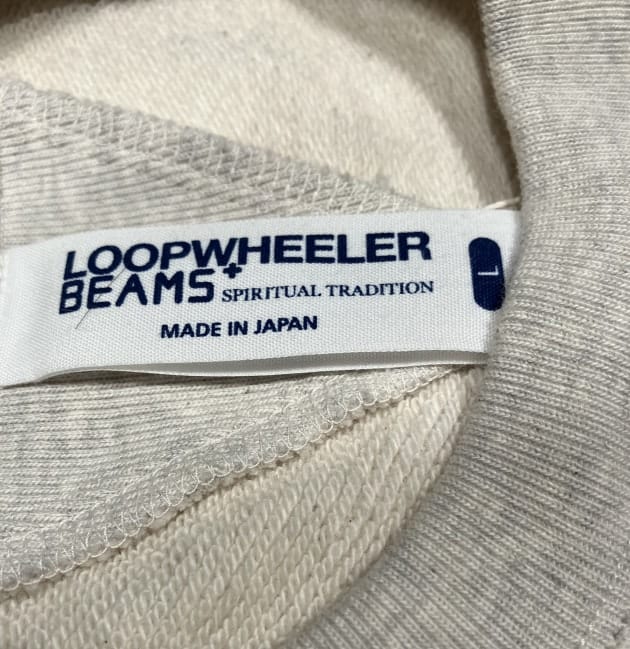 LOOPWHEELER
BEAMS+ SPIRITUAL TRADITION
MADE IN JAPAN
L